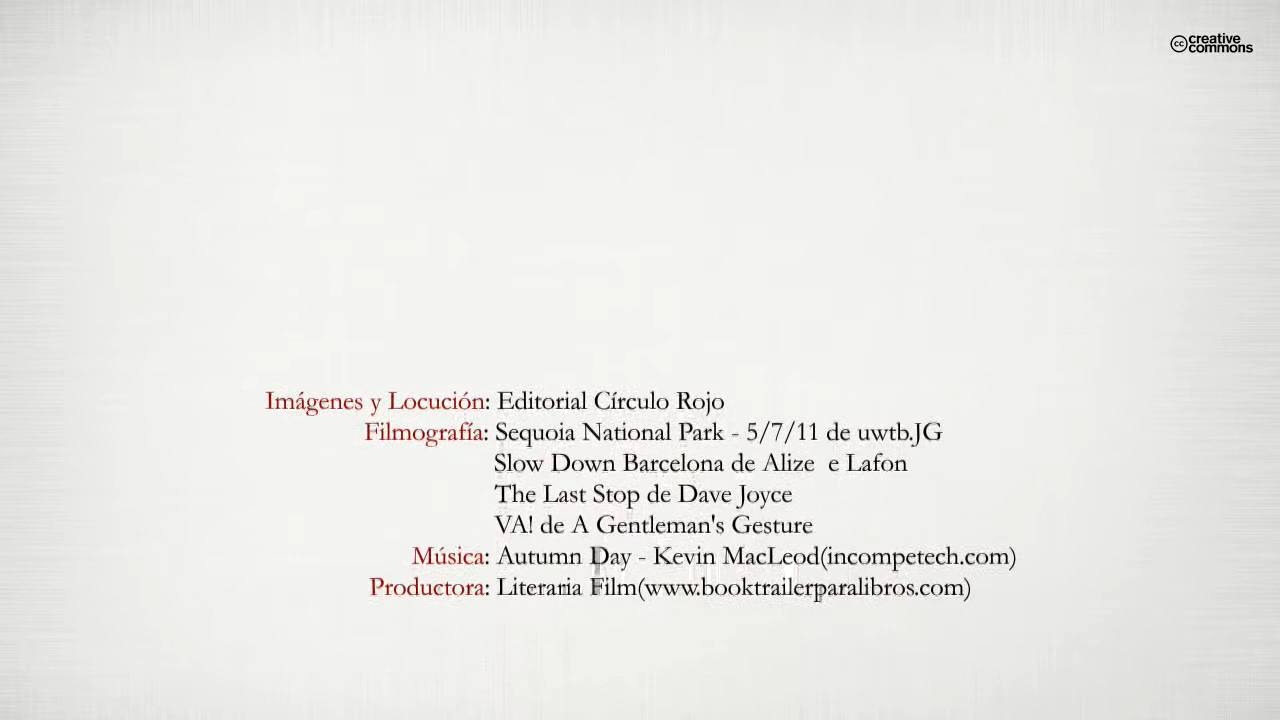 creative
commons
Imágenes y Locución: Editorial Círculo Rojo
Filmografía: Sequoia National Park - 5/7/11 de uwtb.JG
Slow Down Barcelona de Alize  e Lafon
The Last Stop de Dave Joyce
VA! de A Gentleman's Gesture
Música: Autumn Day - Kevin MacLeod(incompetech.com)
Productora: Literaria Film(www.booktrailerparalibros.com)